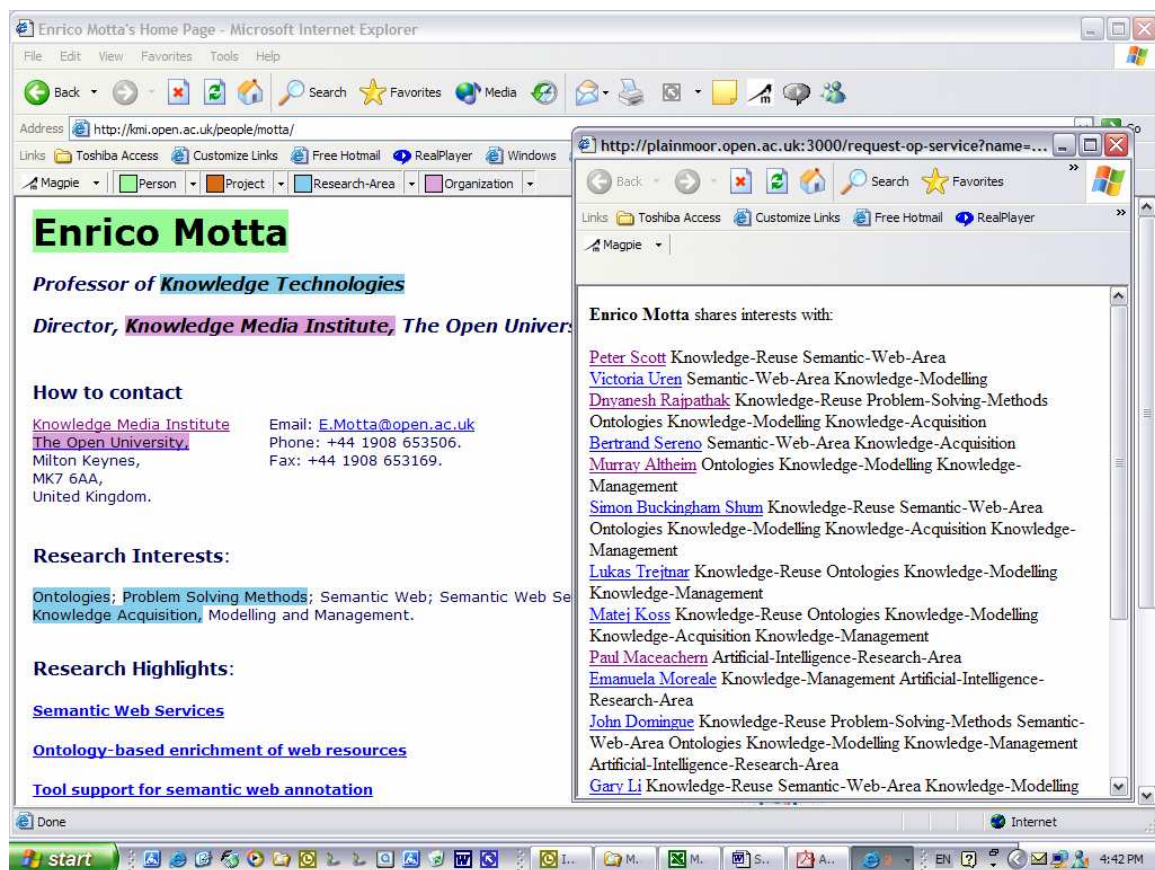 Enrico Motta's Home Page - Microsoft Internet Explorer
File Edit View Favorites Tools Help
Back Search Favorites Media
Address http://kmi.open.ac.uk/people/motta/ Go
Links Toshiba Access Customize Links Free Hotmail RealPlayer Windows
Magpie Person Project Research-Area Organization
Enrico Motta
Professor of Knowledge Technologies
Director, Knowledge Media Institute, The Open Univers
How to contact
Knowledge Media Institute Email: E.Motta@open.ac.uk
The Open University, Phone: +44 1908 653506.
Milton Keynes, Fax: +44 1908 653169.
MK7 6AA,
United Kingdom.
Research Interests:
Ontologies; Problem Solving Methods; Semantic Web; Semantic Web Se
Knowledge Acquisition, Modelling and Management.
Research Highlights:
Semantic Web Services
Ontology-based enrichment of web resources
Tool support for semantic web annotation
http://plainmoor.open.ac.uk:3000/request-op-service?name=...
Back Search Favorites »
Links Toshiba Access Customize Links Free Hotmail RealPlayer »
Magpie
Enrico Motta shares interests with:
Peter Scott Knowledge-Reuse Semantic-Web-Area
Victoria Uren Semantic-Web-Area Knowledge-Modelling
Dnyanesh Rajpathak Knowledge-Reuse Problem-Solving-Methods
Ontologies Knowledge-Modelling Knowledge-Acquisition
Bertrand Sereno Semantic-Web-Area Knowledge-Acquisition
Murray Altheim Ontologies Knowledge-Modelling Knowledge-
Management
Simon Buckingham Shum Knowledge-Reuse Semantic-Web-Area
Ontologies Knowledge-Modelling Knowledge-Acquisition Knowledge-
Management
Lukas Trejtnar Knowledge-Reuse Ontologies Knowledge-Modelling
Knowledge-Management
Matej Koss Knowledge-Reuse Ontologies Knowledge-Modelling
Knowledge-Acquisition Knowledge-Management
Paul Maceachern Artificial-Intelligence-Research-Area
Emanuela Moreale Knowledge-Management Artificial-Intelligence-
Research-Area
John Domingue Knowledge-Reuse Problem-Solving-Methods Semantic-
Web-Area Ontologies Knowledge-Modelling Knowledge-Management
Artificial-Intelligence-Research-Area
Gary Li Knowledge-Reuse Semantic-Web-Area Knowledge-Modelling
Done Internet
start I.. M. M. S.. A.. EN 4:42 PM